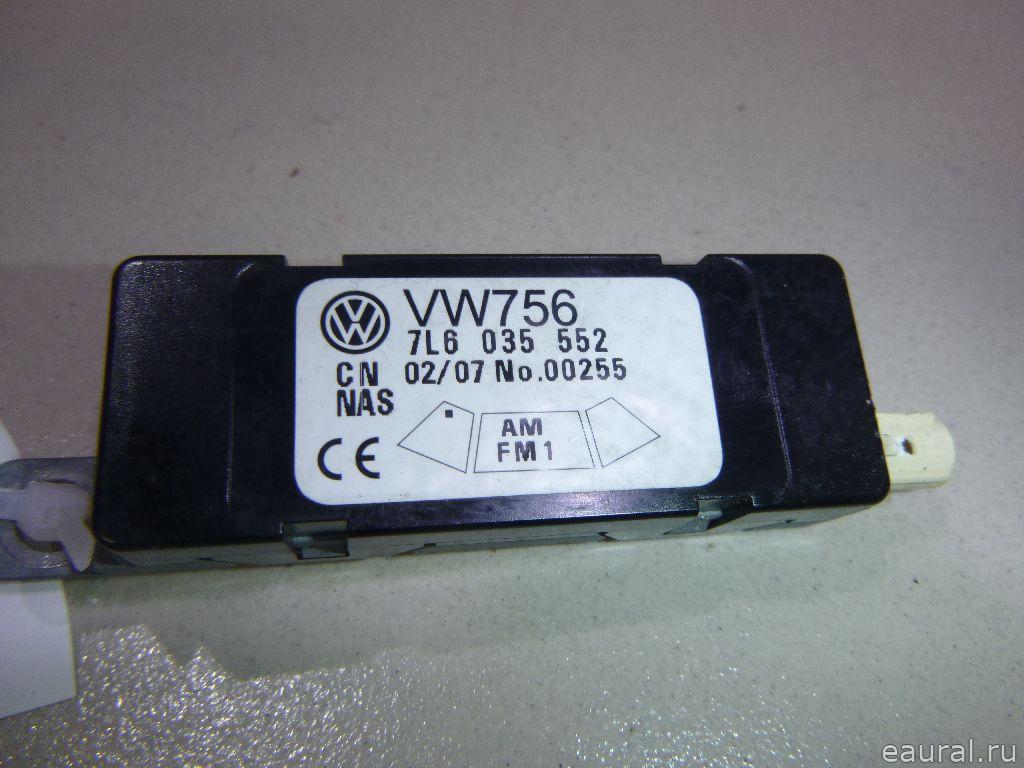 VW756
7L6 035 552
CN 02/07 No.00255
NAS
CE
AM
FM1
eaural.ru